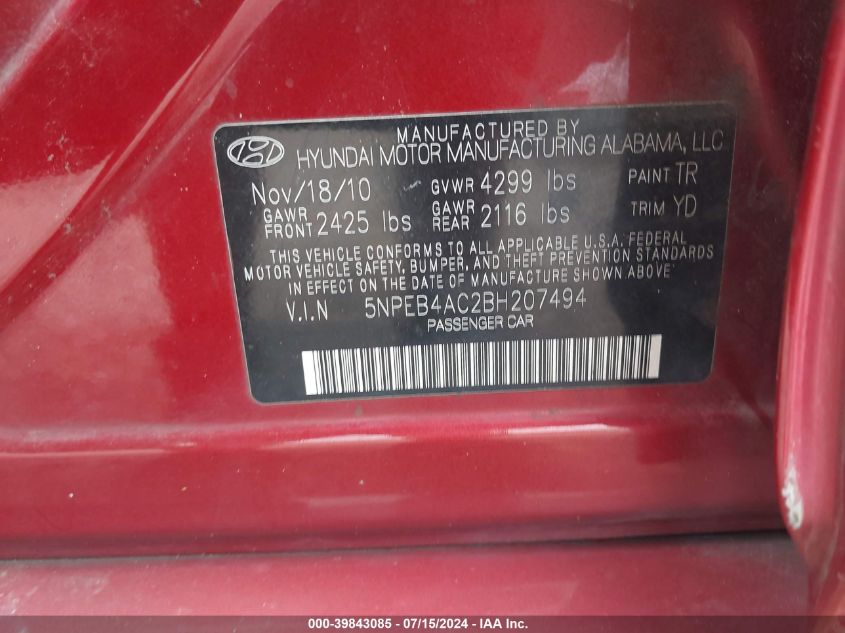 MANUFACTURED BY
HYUNDAI MOTOR MANUFACTURING ALABAMA, LLC
Nov/18/10 GVWR 4299 lbs PAINT TR
GAWR FRONT 2425 lbs GAWR REAR 2116 lbs TRIM YD
THIS VEHICLE CONFORMS TO ALL APPLICABLE U.S.A. FEDERAL
MOTOR VEHICLE SAFETY, BUMPER, AND THEFT PREVENTION STANDARDS
IN EFFECT ON THE DATE OF MANUFACTURE SHOWN ABOVE
V.I.N 5NPEB4AC2BH207494
PASSENGER CAR
000-39843085 - 07/15/2024 - IAA Inc.